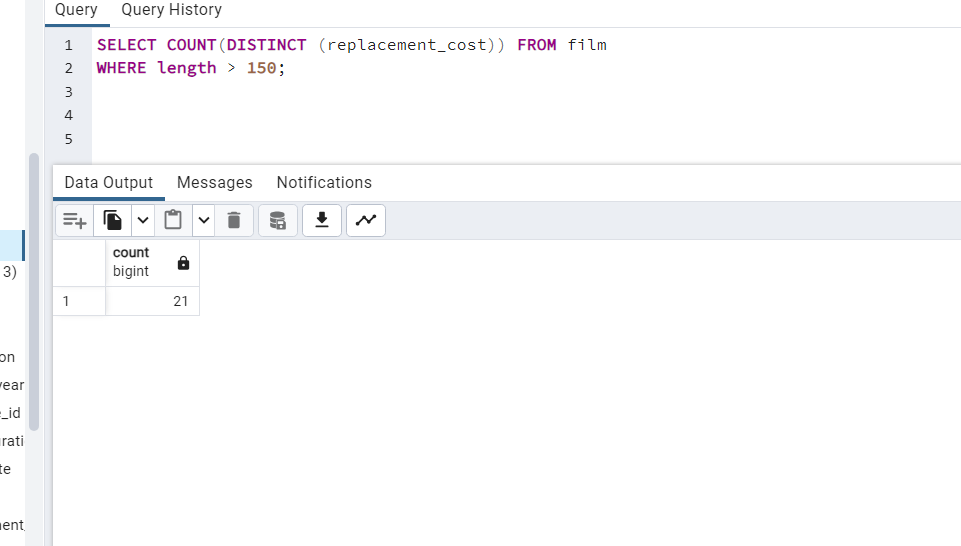 Query Query History
1 SELECT COUNT(DISTINCT (replacement_cost)) FROM film
2 WHERE length > 150;
3
4
5
Data Output Messages Notifications
count
bigint
1 21
3)
on
year
_id
rati
te
ent